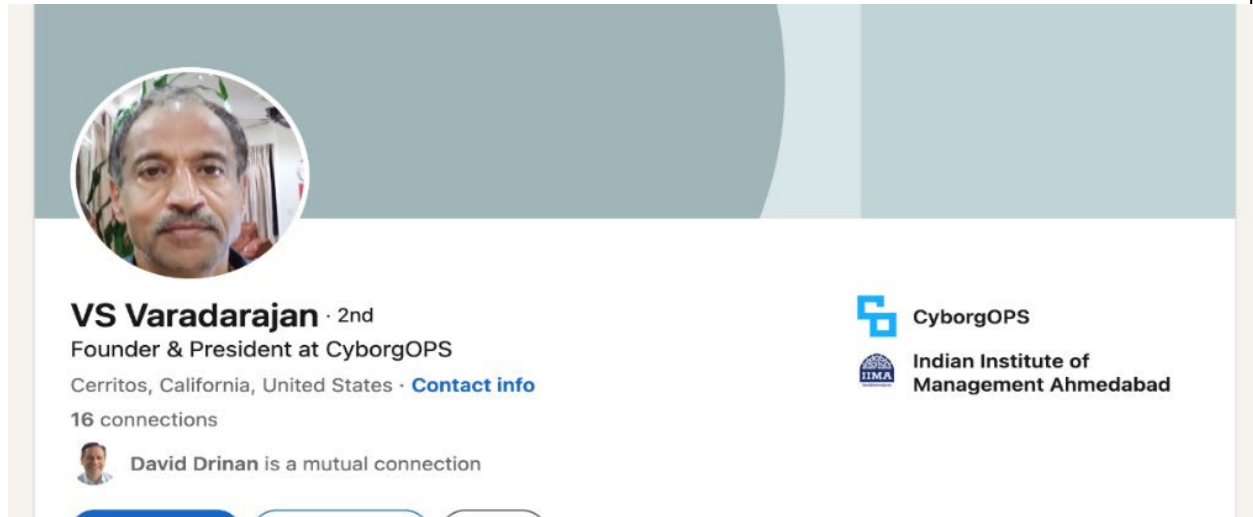 VS Varadarajan · 2nd
Founder & President at CyborgOPS
Cerritos, California, United States · Contact info
16 connections
David Drinan is a mutual connection
CyborgOPS
IIMA
Indian Institute of
Management Ahmedabad